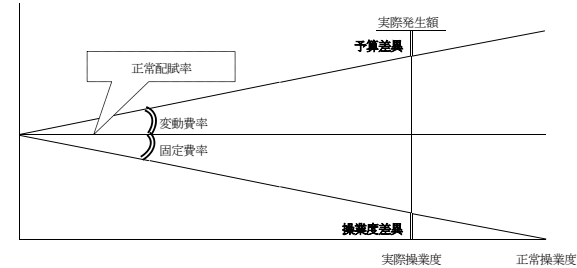 実際発生額
予算差異
正常配賦率
変動費率
固定費率
操業度差異
実際操業度
正常操業度